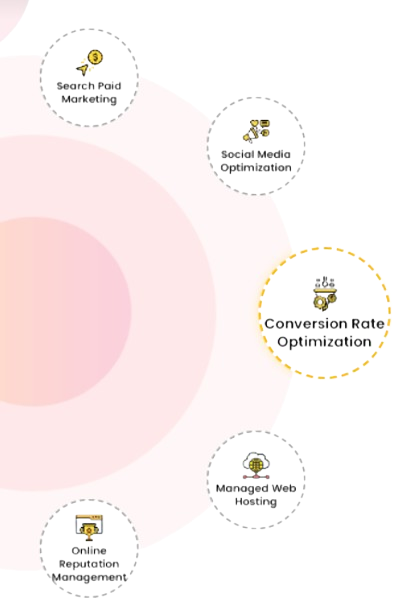 Search Paid
Marketing
Social Media
Optimization
Conversion Rate
Optimization
Managed Web
Hosting
Online
Reputation
Management